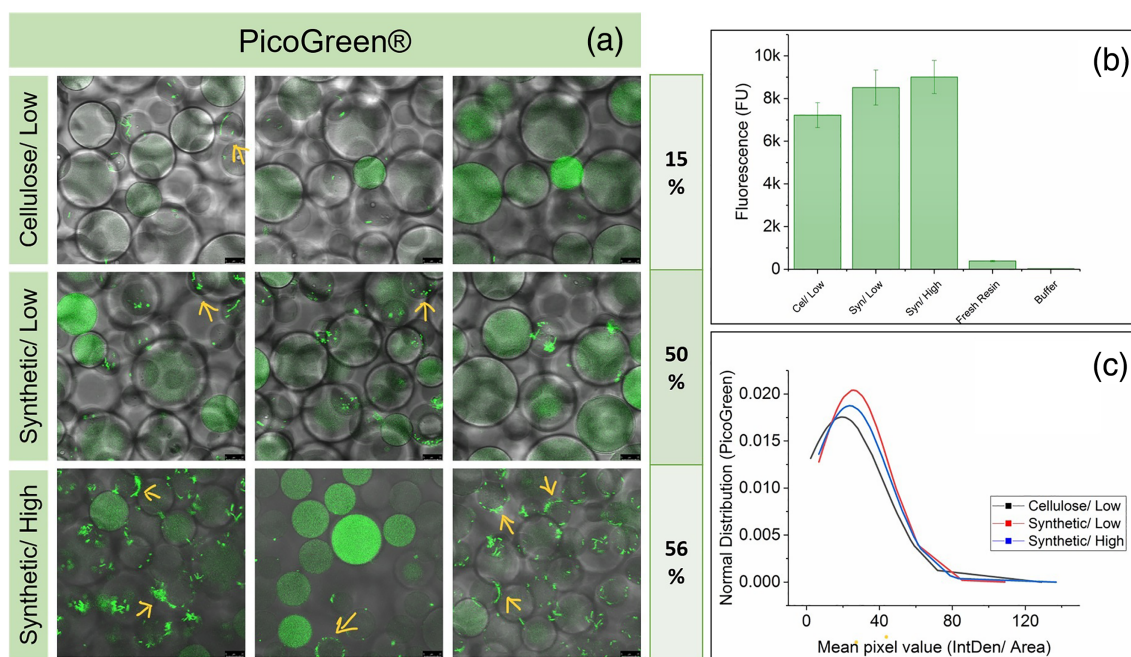 PicoGreen® (a)
Cellulose/ Low
15
%
Synthetic/ Low
50
%
Synthetic/ High
56
%
(b)
Fluorescence (FU)
10k
8k
6k
4k
2k
0
Cel/ Low
Syn/ Low
Syn/ High
Fresh Resin
Buffer
(c)
Normal Distribution (PicoGreen)
0.020
0.015
0.010
0.005
0.000
Cellulose/ Low
Synthetic/ Low
Synthetic/ High
0 40 80 120
Mean pixel value (IntDen/ Area)